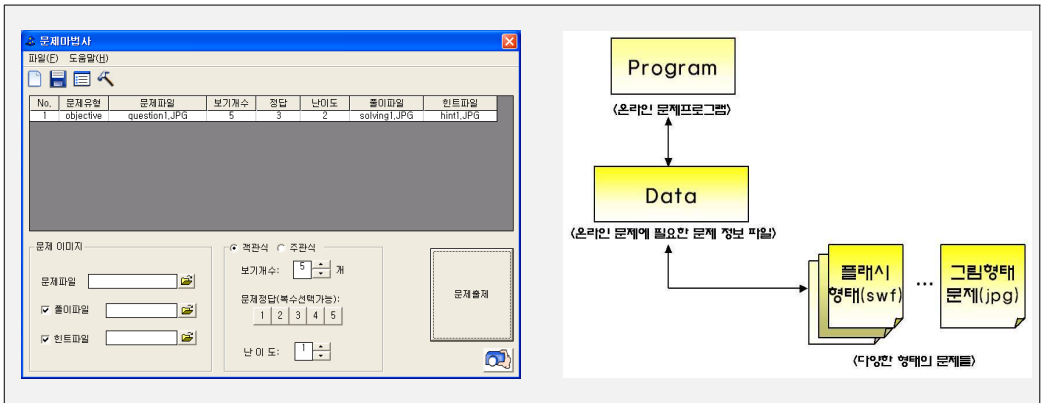 문제마법사
파일(F) 도움말(H)
No. 문제유형 문제파일 보기개수 정답 난이도 풀이파일 힌트파일
1 objective question1.JPG 5 3 2 solving1.JPG hint1.JPG
문제 이미지
문제파일
풀이파일
힌트파일
객관식 주관식
보기개수: 5 개
문제정답(복수선택가능):
1 2 3 4 5
난 이 도: 1
문제출제
Program
<온라인 문제프로그램>
Data
<온라인 문제에 필요한 문제 정보 파일>
플래시
형태(swf)
...
그림형태
문제(jpg)
<다양한 형태의 문제들>